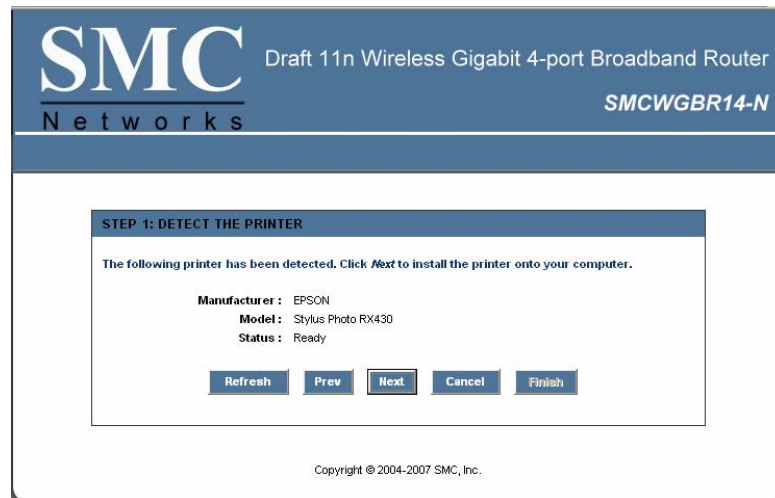 SMC
Networks
Draft 11n Wireless Gigabit 4-port Broadband Router
SMCWGBR14-N
STEP 1: DETECT THE PRINTER
The following printer has been detected. Click Next to install the printer onto your computer.
Manufacturer : EPSON
Model : Stylus Photo RX430
Status : Ready
Refresh Prev Next Cancel Finish
Copyright © 2004-2007 SMC, Inc.